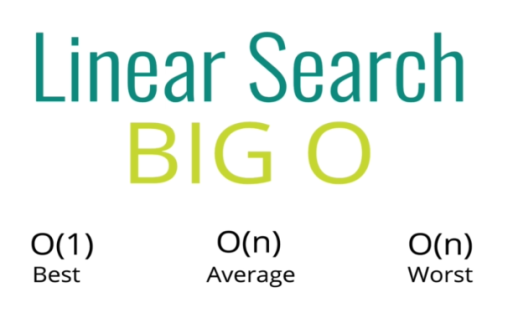 Linear Search
BIG O
O(1) O(n) O(n)
Best Average Worst